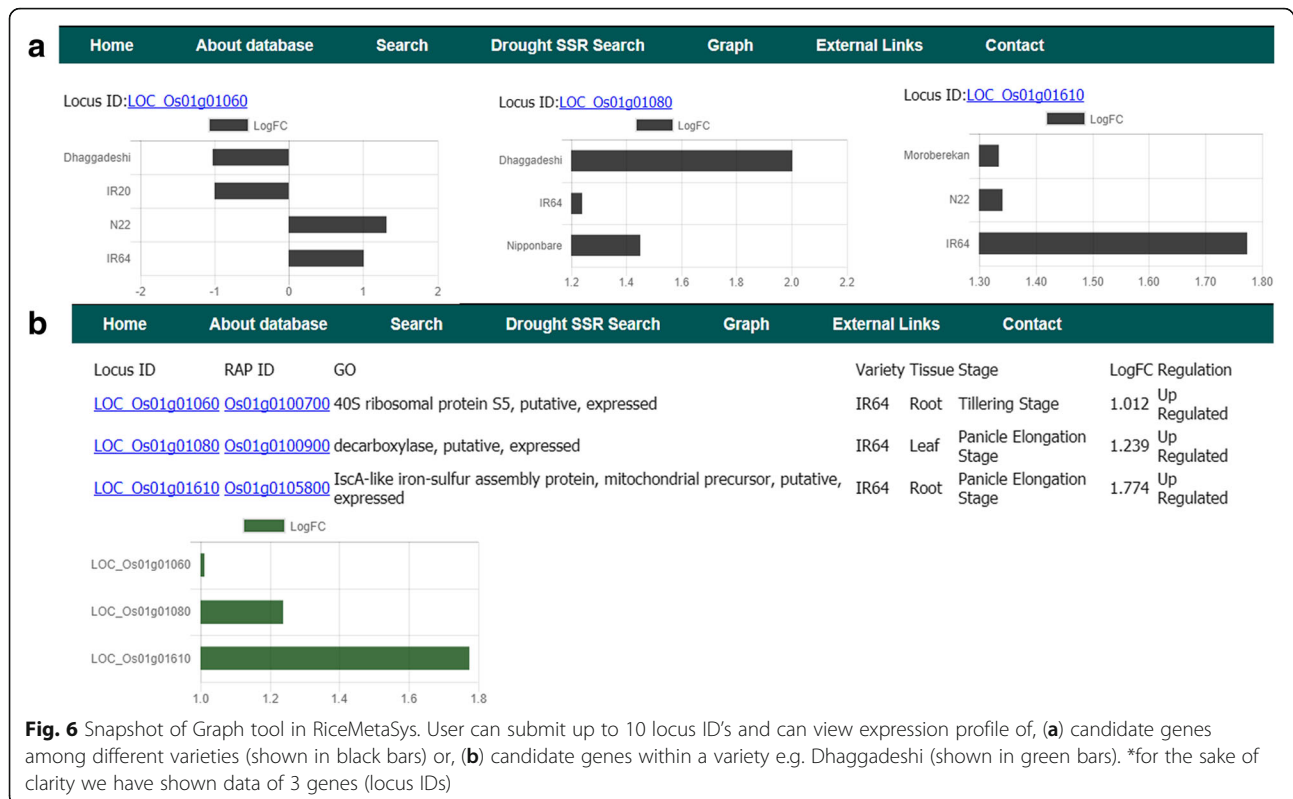 a
Home About database Search Drought SSR Search Graph External Links Contact
Locus ID:LOC_Os01g01060
LogFC
Dhaggadeshi
IR20
N22
IR64
-2 -1 0 1 2
Locus ID:LOC_Os01g01080
LogFC
Dhaggadeshi
IR64
Nipponbare
1.2 1.4 1.6 1.8 2.0 2.2
Locus ID:LOC_Os01g01610
LogFC
Moroberekan
N22
IR64
1.30 1.40 1.50 1.60 1.70 1.80
b
Home About database Search Drought SSR Search Graph External Links Contact
Locus ID RAP ID GO Variety Tissue Stage LogFC Regulation
LOC_Os01g01060 Os01g0100700 40S ribosomal protein S5, putative, expressed IR64 Root Tillering Stage 1.012 Up
Regulated
LOC_Os01g01080 Os01g0100900 decarboxylase, putative, expressed IR64 Leaf Panicle Elongation 1.239 Up
Stage Regulated
LOC_Os01g01610 Os01g0105800 IscA-like iron-sulfur assembly protein, mitochondrial precursor, putative, IR64 Root Panicle Elongation 1.774 Up
expressed Stage Regulated
LogFC
LOC_Os01g01060
LOC_Os01g01080
LOC_Os01g01610
1.0 1.2 1.4 1.6 1.8
Fig. 6 Snapshot of Graph tool in RiceMetaSys. User can submit up to 10 locus ID's and can view expression profile of, (a) candidate genes
among different varieties (shown in black bars) or, (b) candidate genes within a variety e.g. Dhaggadeshi (shown in green bars). *for the sake of
clarity we have shown data of 3 genes (locus IDs)